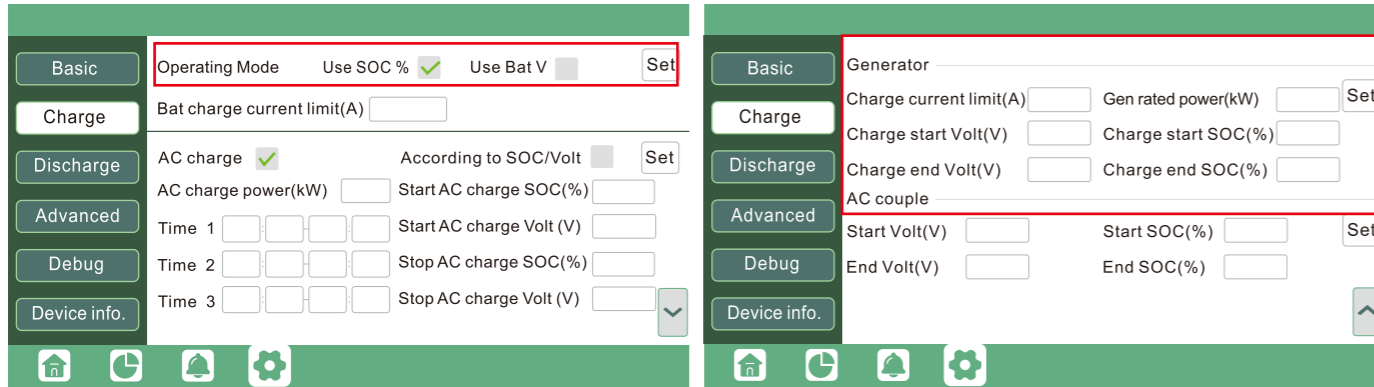 Basic
Charge
Discharge
Advanced
Debug
Device info.
Operating Mode Use SOC % Use Bat V Set
Bat charge current limit(A)
AC charge According to SOC/Volt Set
AC charge power(kW) Start AC charge SOC(%)
Time 1 : - : Start AC charge Volt (V)
Time 2 : - : Stop AC charge SOC(%)
Time 3 : - : Stop AC charge Volt (V)
Basic
Charge
Discharge
Advanced
Debug
Device info.
Generator
Charge current limit(A) Gen rated power(kW) Set
Charge start Volt(V) Charge start SOC(%)
Charge end Volt(V) Charge end SOC(%)
AC couple
Start Volt(V) Start SOC(%) Set
End Volt(V) End SOC(%)